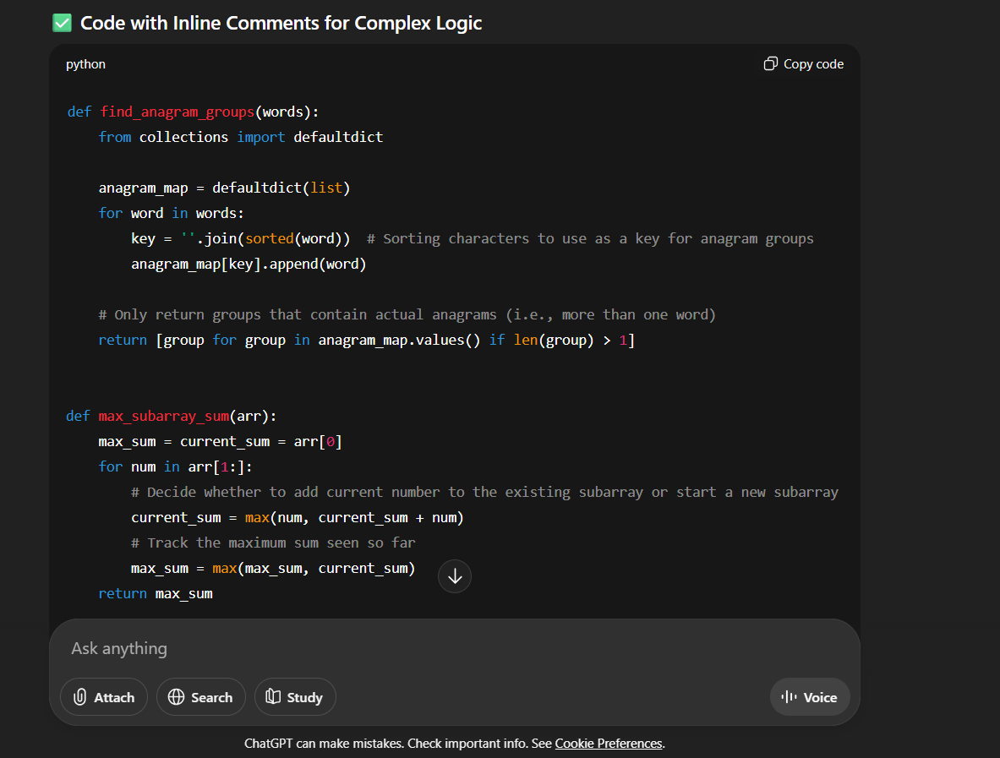 ✅ Code with Inline Comments for Complex Logic
python
Copy code
def find_anagram_groups(words):
    from collections import defaultdict

    anagram_map = defaultdict(list)
    for word in words:
        key = ''.join(sorted(word))  # Sorting characters to use as a key for anagram groups
        anagram_map[key].append(word)

    # Only return groups that contain actual anagrams (i.e., more than one word)
    return [group for group in anagram_map.values() if len(group) > 1]


def max_subarray_sum(arr):
    max_sum = current_sum = arr[0]
    for num in arr[1:]:
        # Decide whether to add current number to the existing subarray or start a new subarray
        current_sum = max(num, current_sum + num)
        # Track the maximum sum seen so far
        max_sum = max(max_sum, current_sum)
    return max_sum
Ask anything
Attach
Search
Study
Voice
ChatGPT can make mistakes. Check important info. See Cookie Preferences.